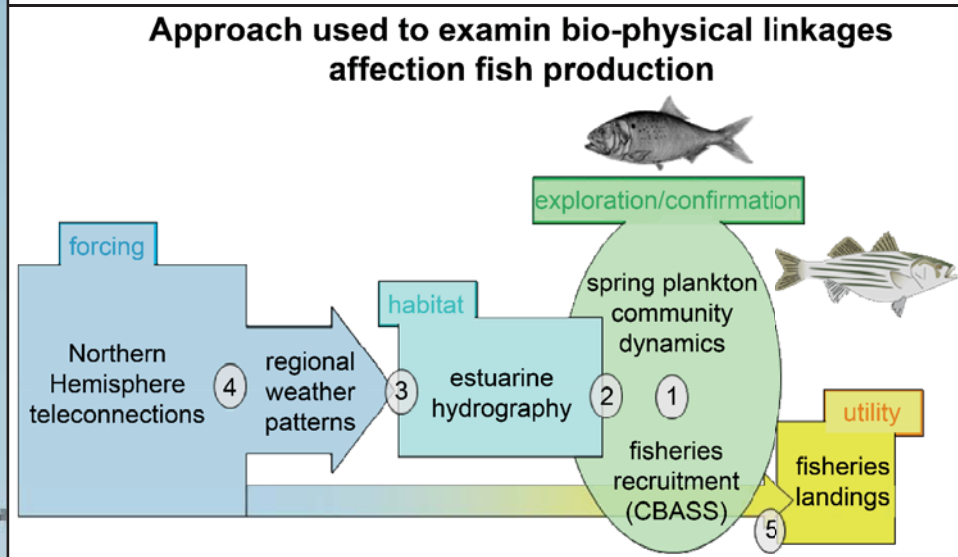 Approach used to examin bio-physical linkages
affection fish production
exploration/confirmation
forcing
habitat
spring plankton
community
dynamics
Northern
Hemisphere
teleconnections
4
regional
weather
patterns
3
estuarine
hydrography
2
1
utility
fisheries
recruitment
(CBASS)
fisheries
landings
5